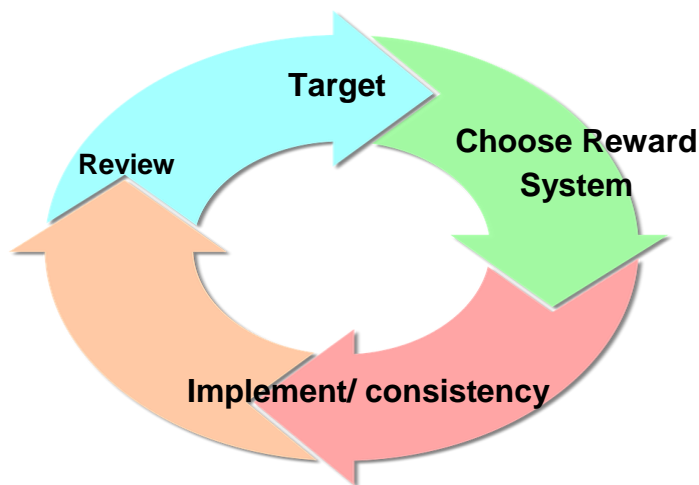 Target
Choose Reward
System
Review
Implement/ consistency